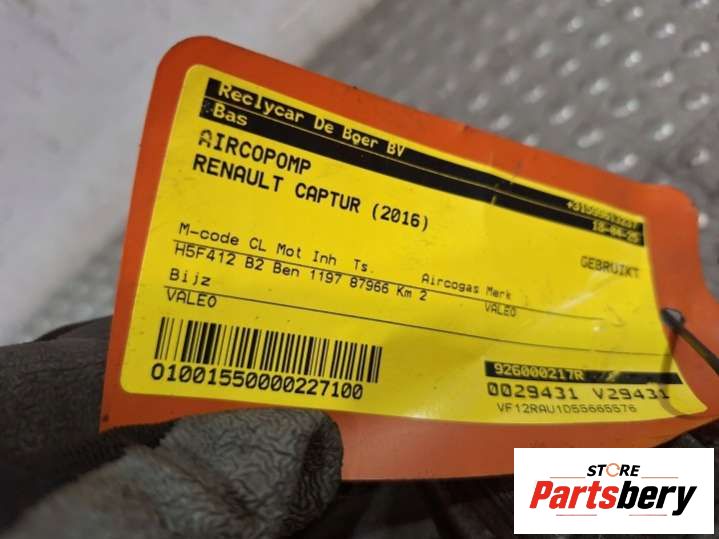 Reclycar De Boer BV
Bas
AIRCOPOMP
RENAULT CAPTUR (2016)
GEBRUIKT
M-code CL Mot Inh Ts. Aircogas Merk
H5F412 B2 Ben 1197 87966 Km 2 VALEO
Bijz
VALEO
01001550000227100
926000217R
0029431 V29431
VF12RAU1D55665576
STORE
Partsbery